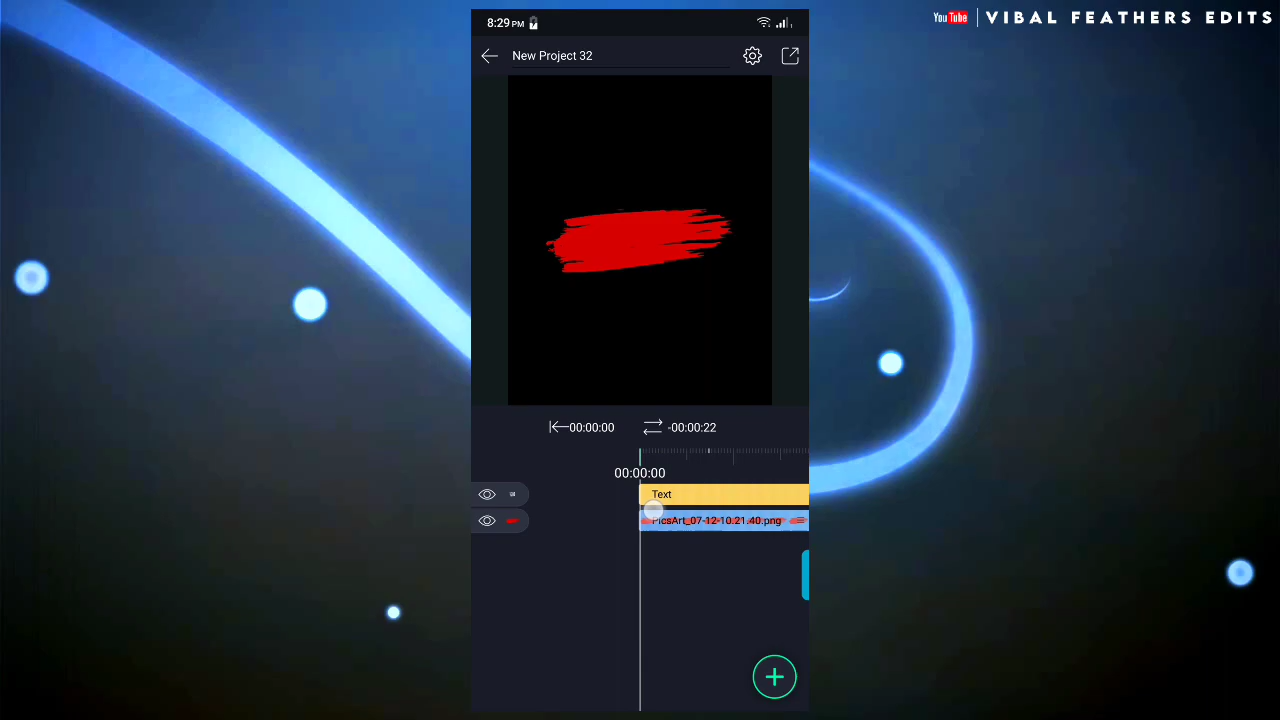 YouTube | VIBAL FEATHERS EDITS
8:29 PM
New Project 32
00:00:00
-00:00:22
00:00:00
Text
PicsArt_07-12-10.21.40.png